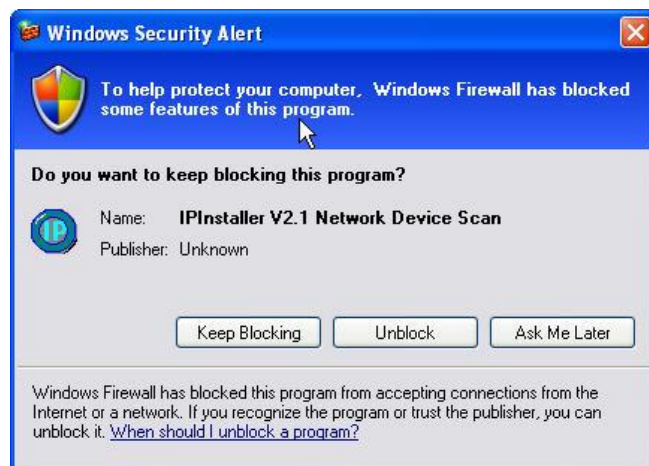 Windows Security Alert
To help protect your computer, Windows Firewall has blocked
some features of this program.
Do you want to keep blocking this program?
IP
Name: IPInstaller V2.1 Network Device Scan
Publisher: Unknown
Keep Blocking Unblock Ask Me Later
Windows Firewall has blocked this program from accepting connections from the
Internet or a network. If you recognize the program or trust the publisher, you can
unblock it. When should I unblock a program?